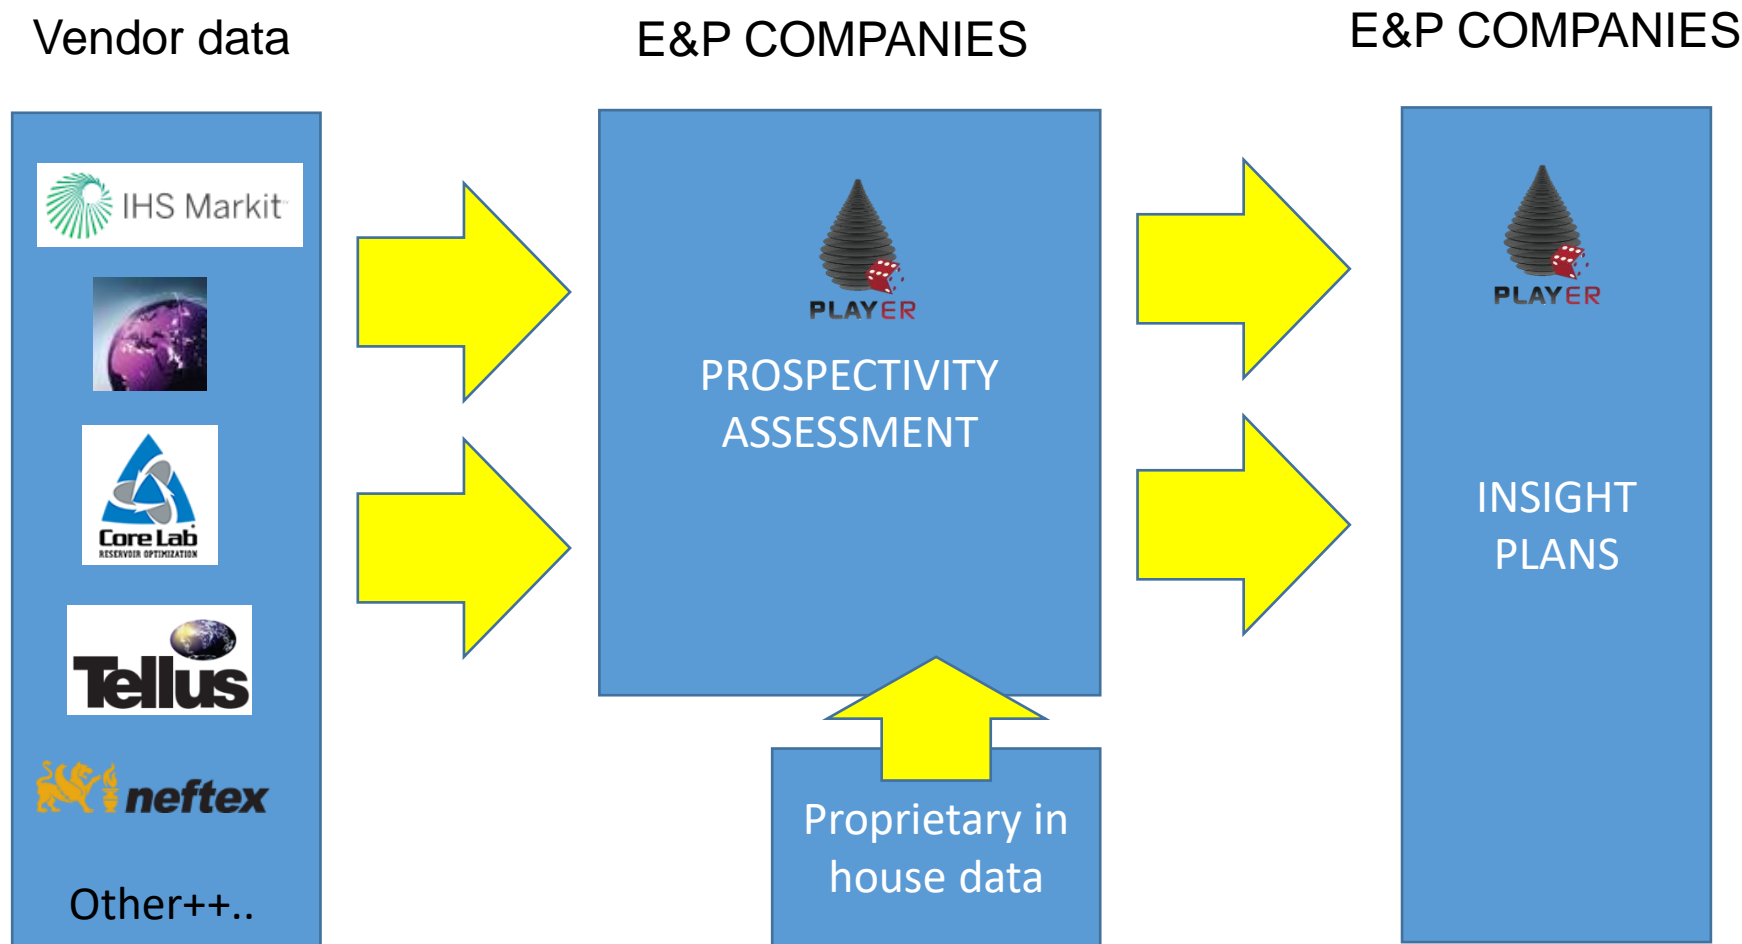 Vendor data
E&P COMPANIES
E&P COMPANIES
IHS Markit
Core Lab
RESERVOIR OPTIMIZATION
Tellus
neftex
Other++..
PLAYER
PROSPECTIVITY
ASSESSMENT
Proprietary in
house data
PLAYER
INSIGHT
PLANS